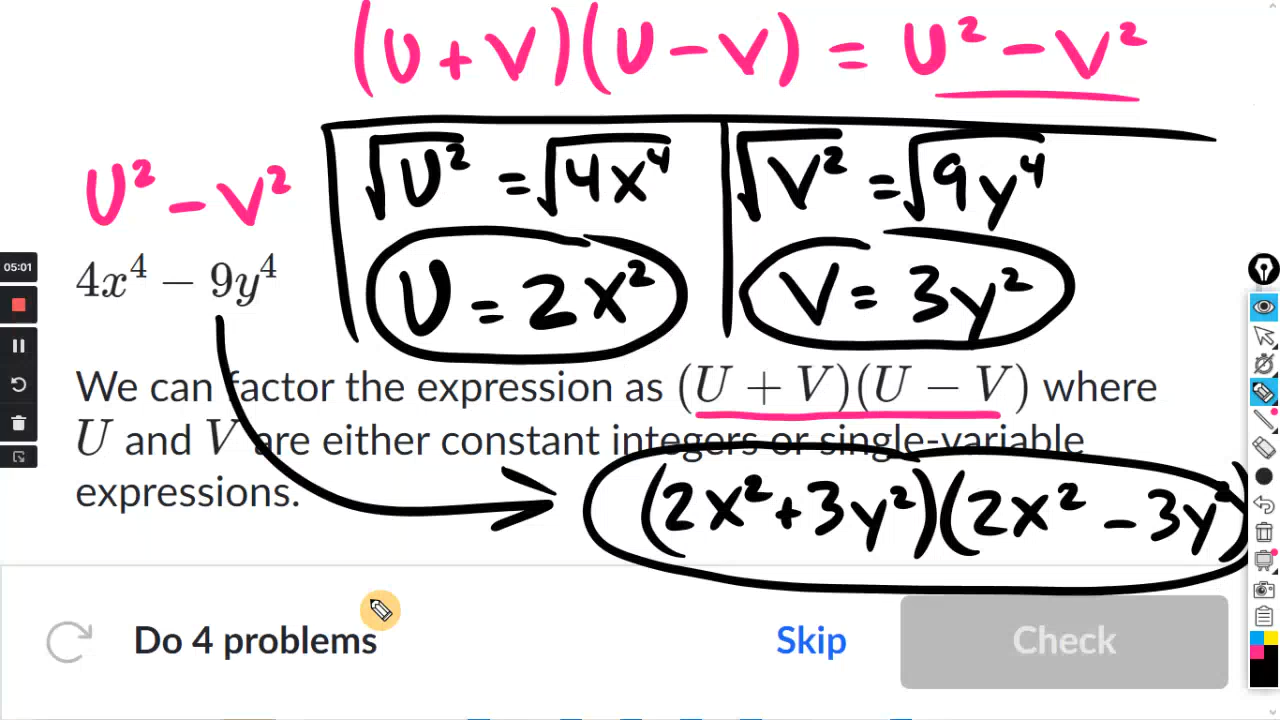 (U + V)(U - V) = U² - V²
U² - V²
√U² = √4x⁴
√V² = √9y⁴
U = 2x²
V = 3y²
05:01
4x⁴ − 9y⁴
We can factor the expression as (U + V)(U − V) where
U and V are either constant integers or single-variable
expressions.
(2x² + 3y²)(2x² - 3y²)
Do 4 problems
Skip
Check